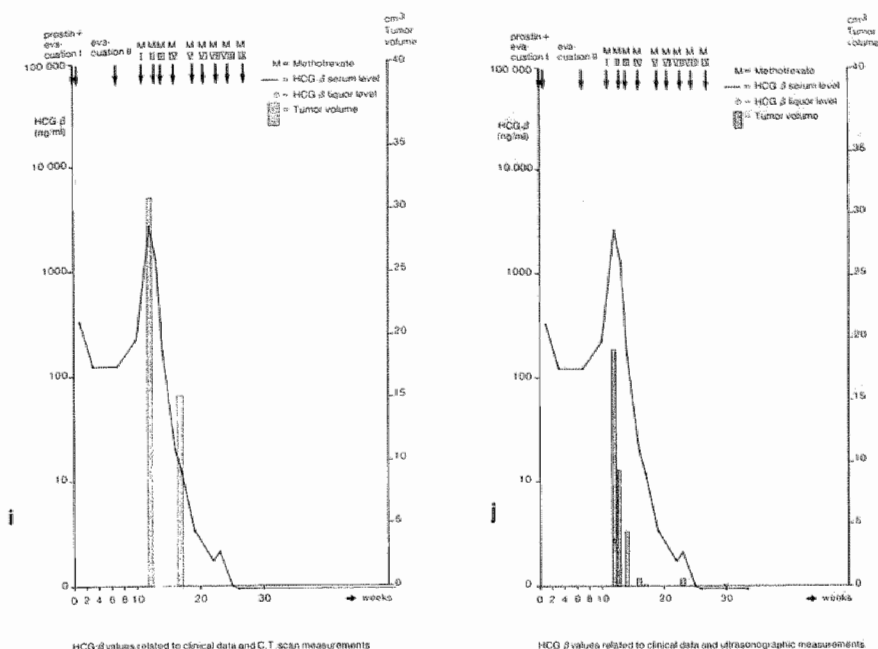 prostin +
eva-
cuation I
eva-
cuation II
M M M M M M M M M
I II III IV V VI VII VIII IX
M = Methotrexate
— = HCG β serum level
= HCG β liquor level
= Tumor volume
cm³
Tumor
volume
HCG-β
(ng/ml)
100 000
10 000
1000
100
10
0
40
35
30
25
20
15
10
5
0
0 2 4 6 8 10 20 30 → weeks
ii
HCG-β values related to clinical data and C.T. scan measurements
prostin +
eva-
cuation I
eva-
cuation II
M M M M M M M M M
I II III IV V VI VII VIII IX
M = Methotrexate
— = HCG β serum level
= HCG β liquor level
= Tumor volume
cm³
Tumor
volume
HCG-β
(ng/ml)
100 000
10 000
1000
100
10
0
40
35
30
25
20
15
10
5
0
0 2 4 6 8 10 20 30 → weeks
HCG β values related to clinical data and ultrasonographic measurements